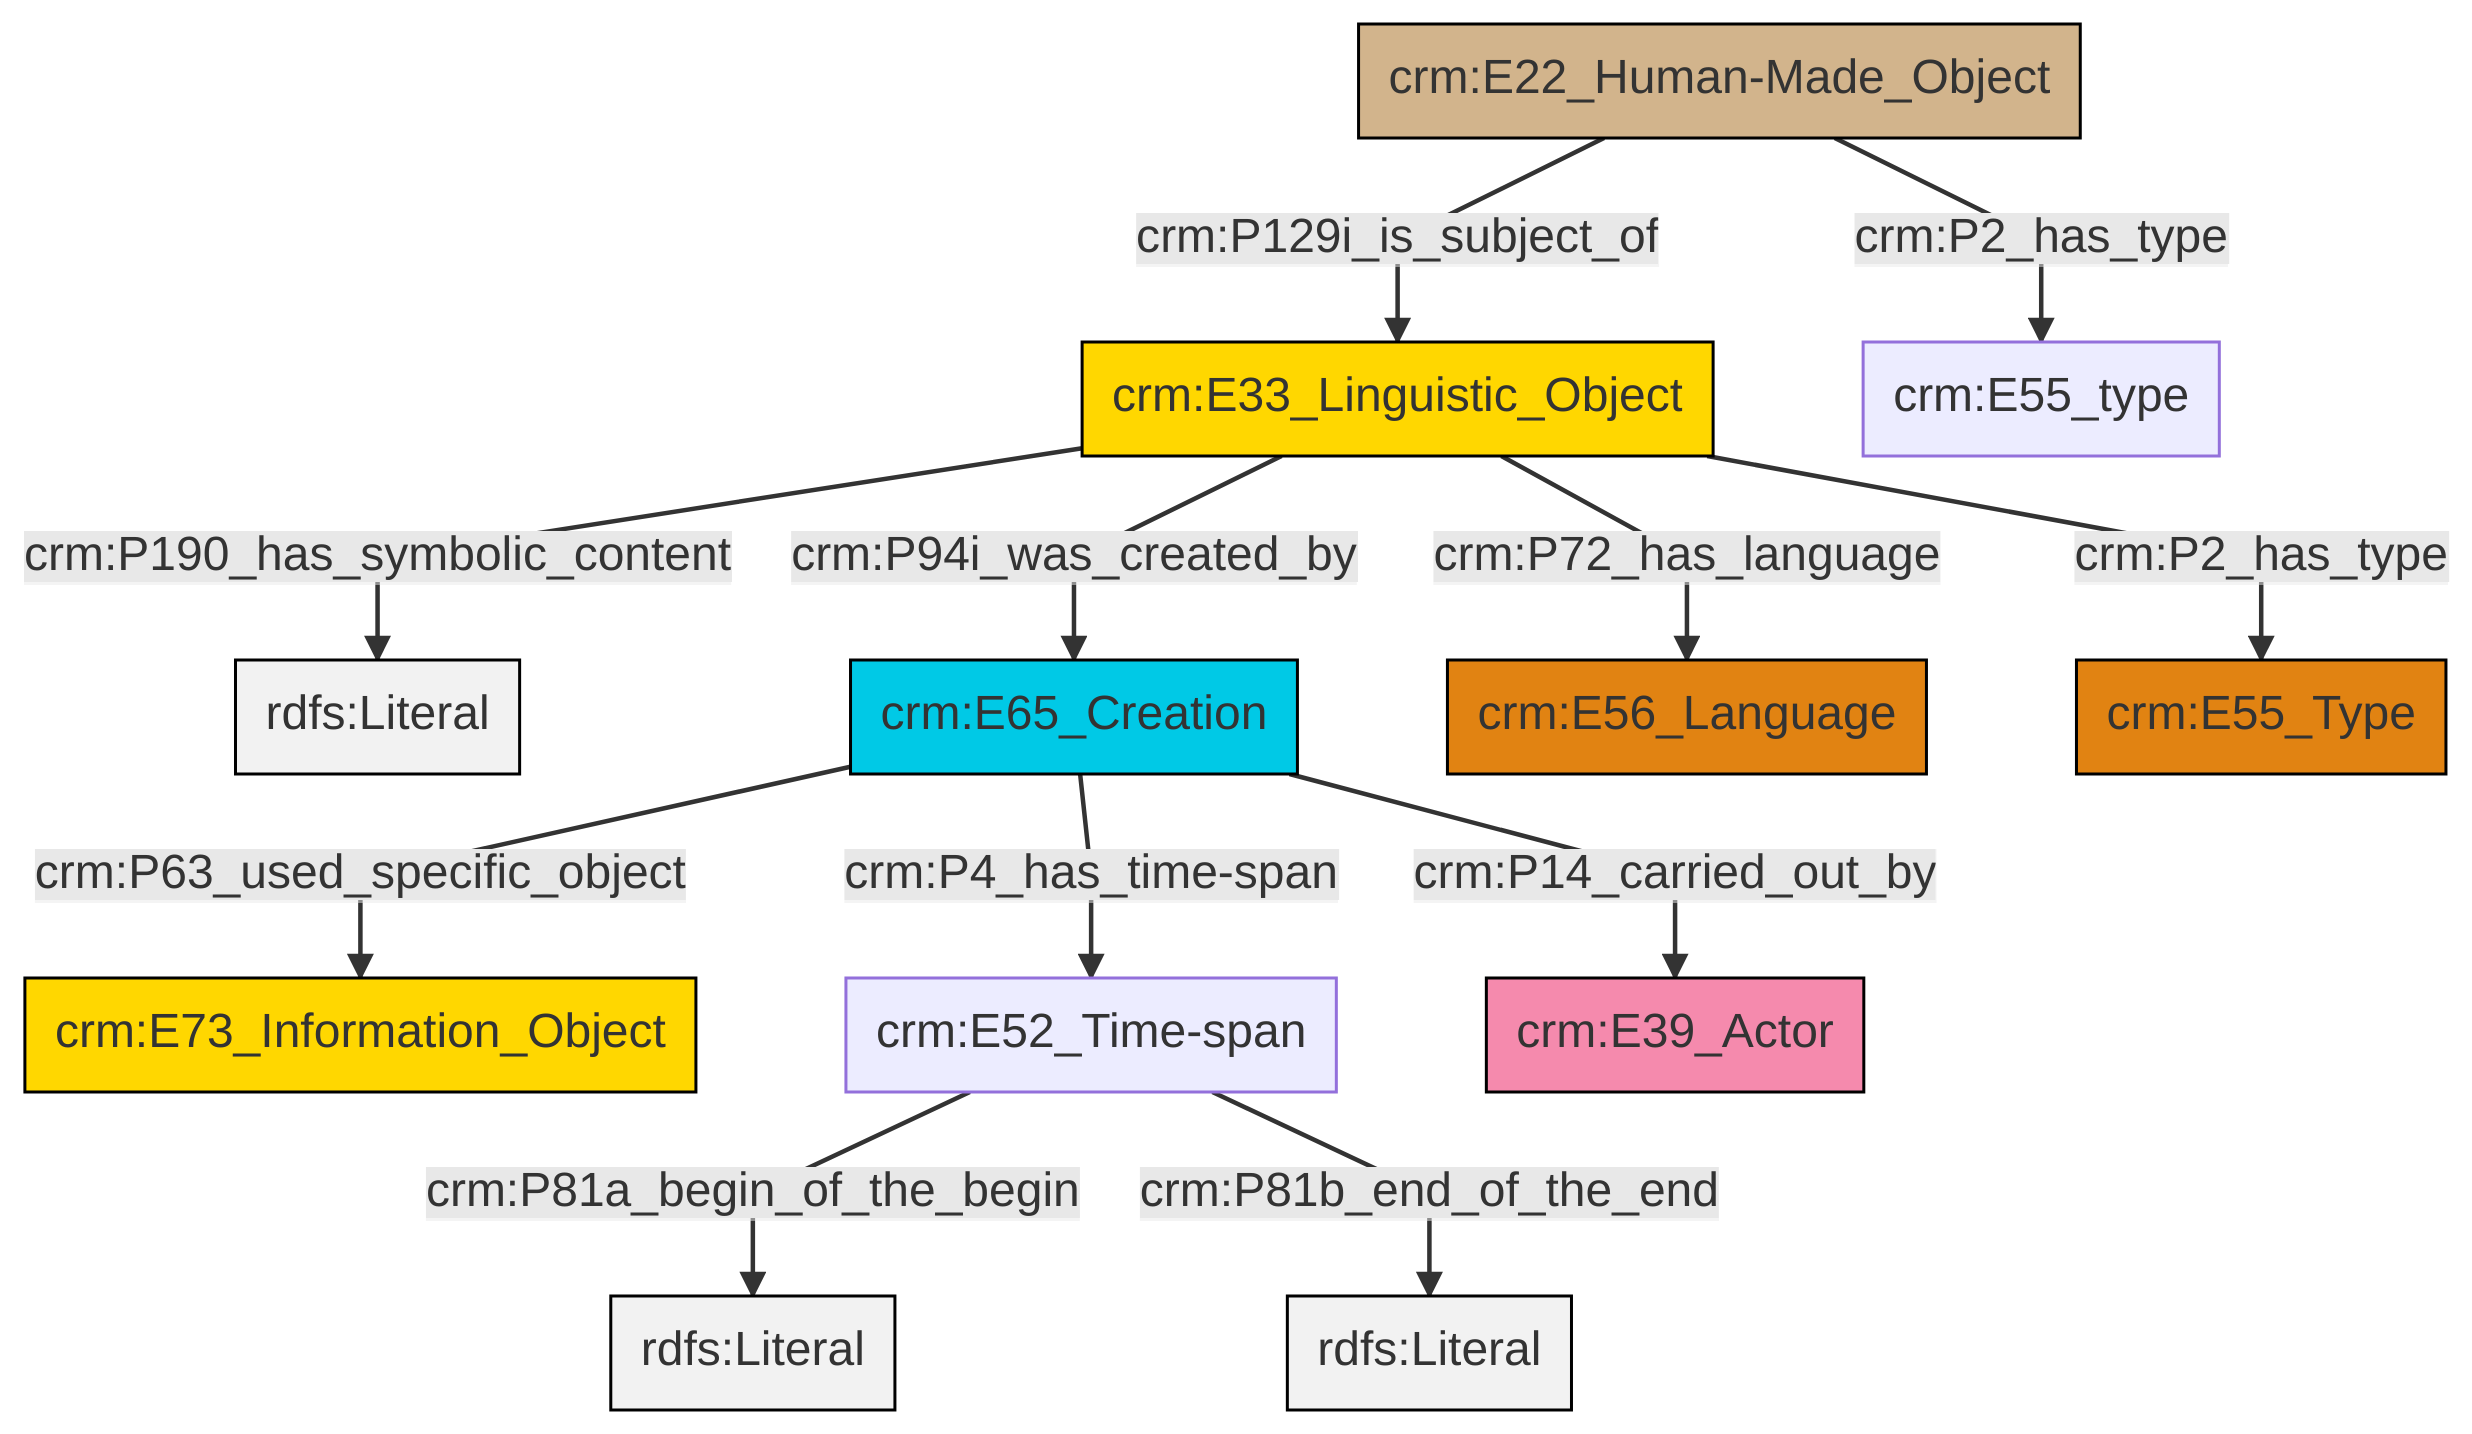 crm:E22_Human-Made_Object
crm:P129i_is_subject_of
crm:P2_has_type
crm:E33_Linguistic_Object
crm:E55_type
crm:P190_has_symbolic_content
crm:P94i_was_created_by
crm:P72_has_language
crm:P2_has_type
rdfs:Literal
crm:E65_Creation
crm:E56_Language
crm:E55_Type
crm:P63_used_specific_object
crm:P4_has_time-span
crm:P14_carried_out_by
crm:E73_Information_Object
crm:E52_Time-span
crm:E39_Actor
crm:P81a_begin_of_the_begin
crm:P81b_end_of_the_end
rdfs:Literal
rdfs:Literal